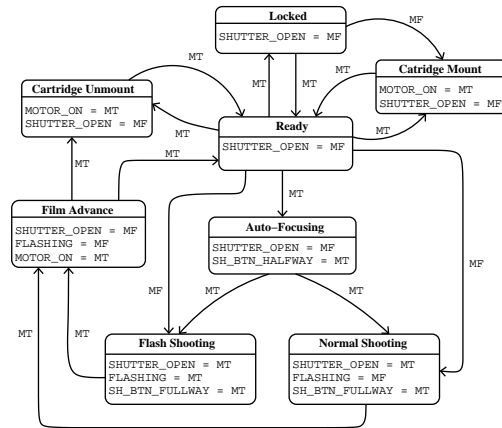 Locked
SHUTTER_OPEN = MF
MF
MT
Cartridge Unmount
MOTOR_ON = MT
SHUTTER_OPEN = MF
MT
MT
MT
Catridge Mount
MOTOR_ON = MT
SHUTTER_OPEN = MF
MT
Ready
SHUTTER_OPEN = MF
MT
MT
MT
MT
MF
Film Advance
SHUTTER_OPEN = MF
FLASHING = MF
MOTOR_ON = MT
Auto-Focusing
SHUTTER_OPEN = MF
SH_BTN_HALFWAY = MT
MF
MT
MT
MT
MT
Flash Shooting
SHUTTER_OPEN = MT
FLASHING = MT
SH_BTN_FULLWAY = MT
Normal Shooting
SHUTTER_OPEN = MT
FLASHING = MF
SH_BTN_FULLWAY = MT